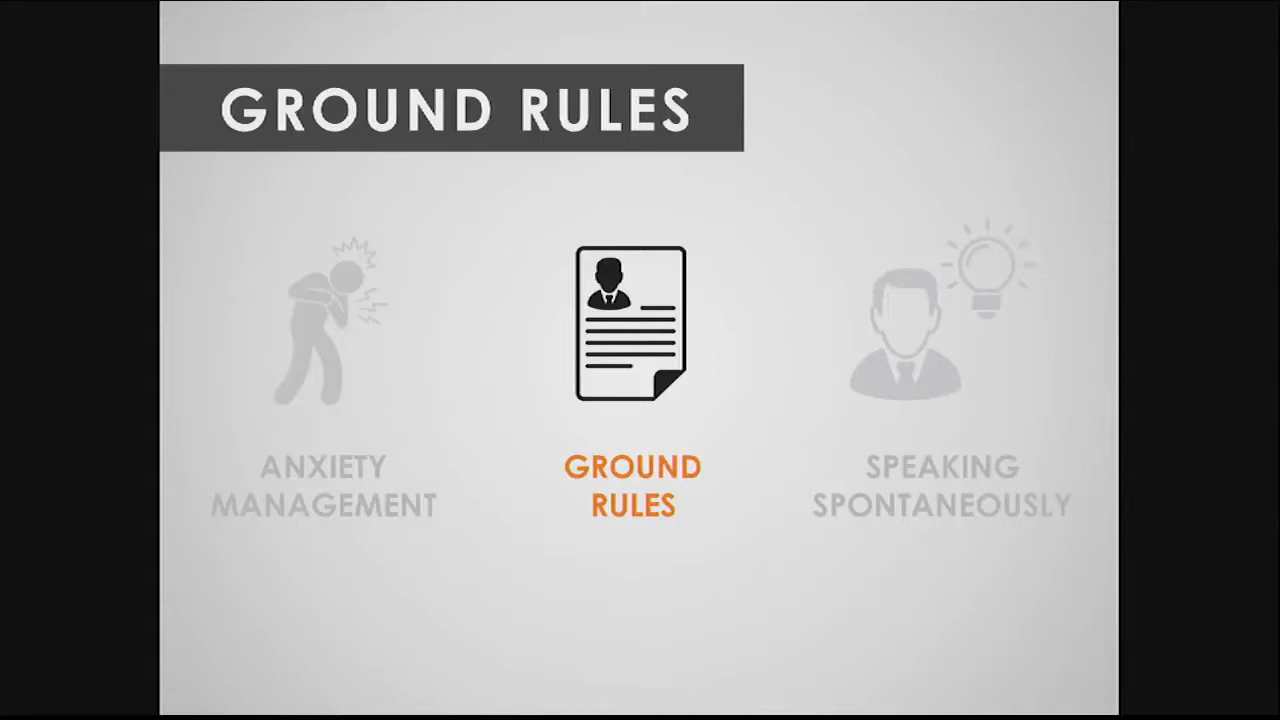 GROUND RULES
ANXIETY
MANAGEMENT
GROUND
RULES
SPEAKING
SPONTANEOUSLY